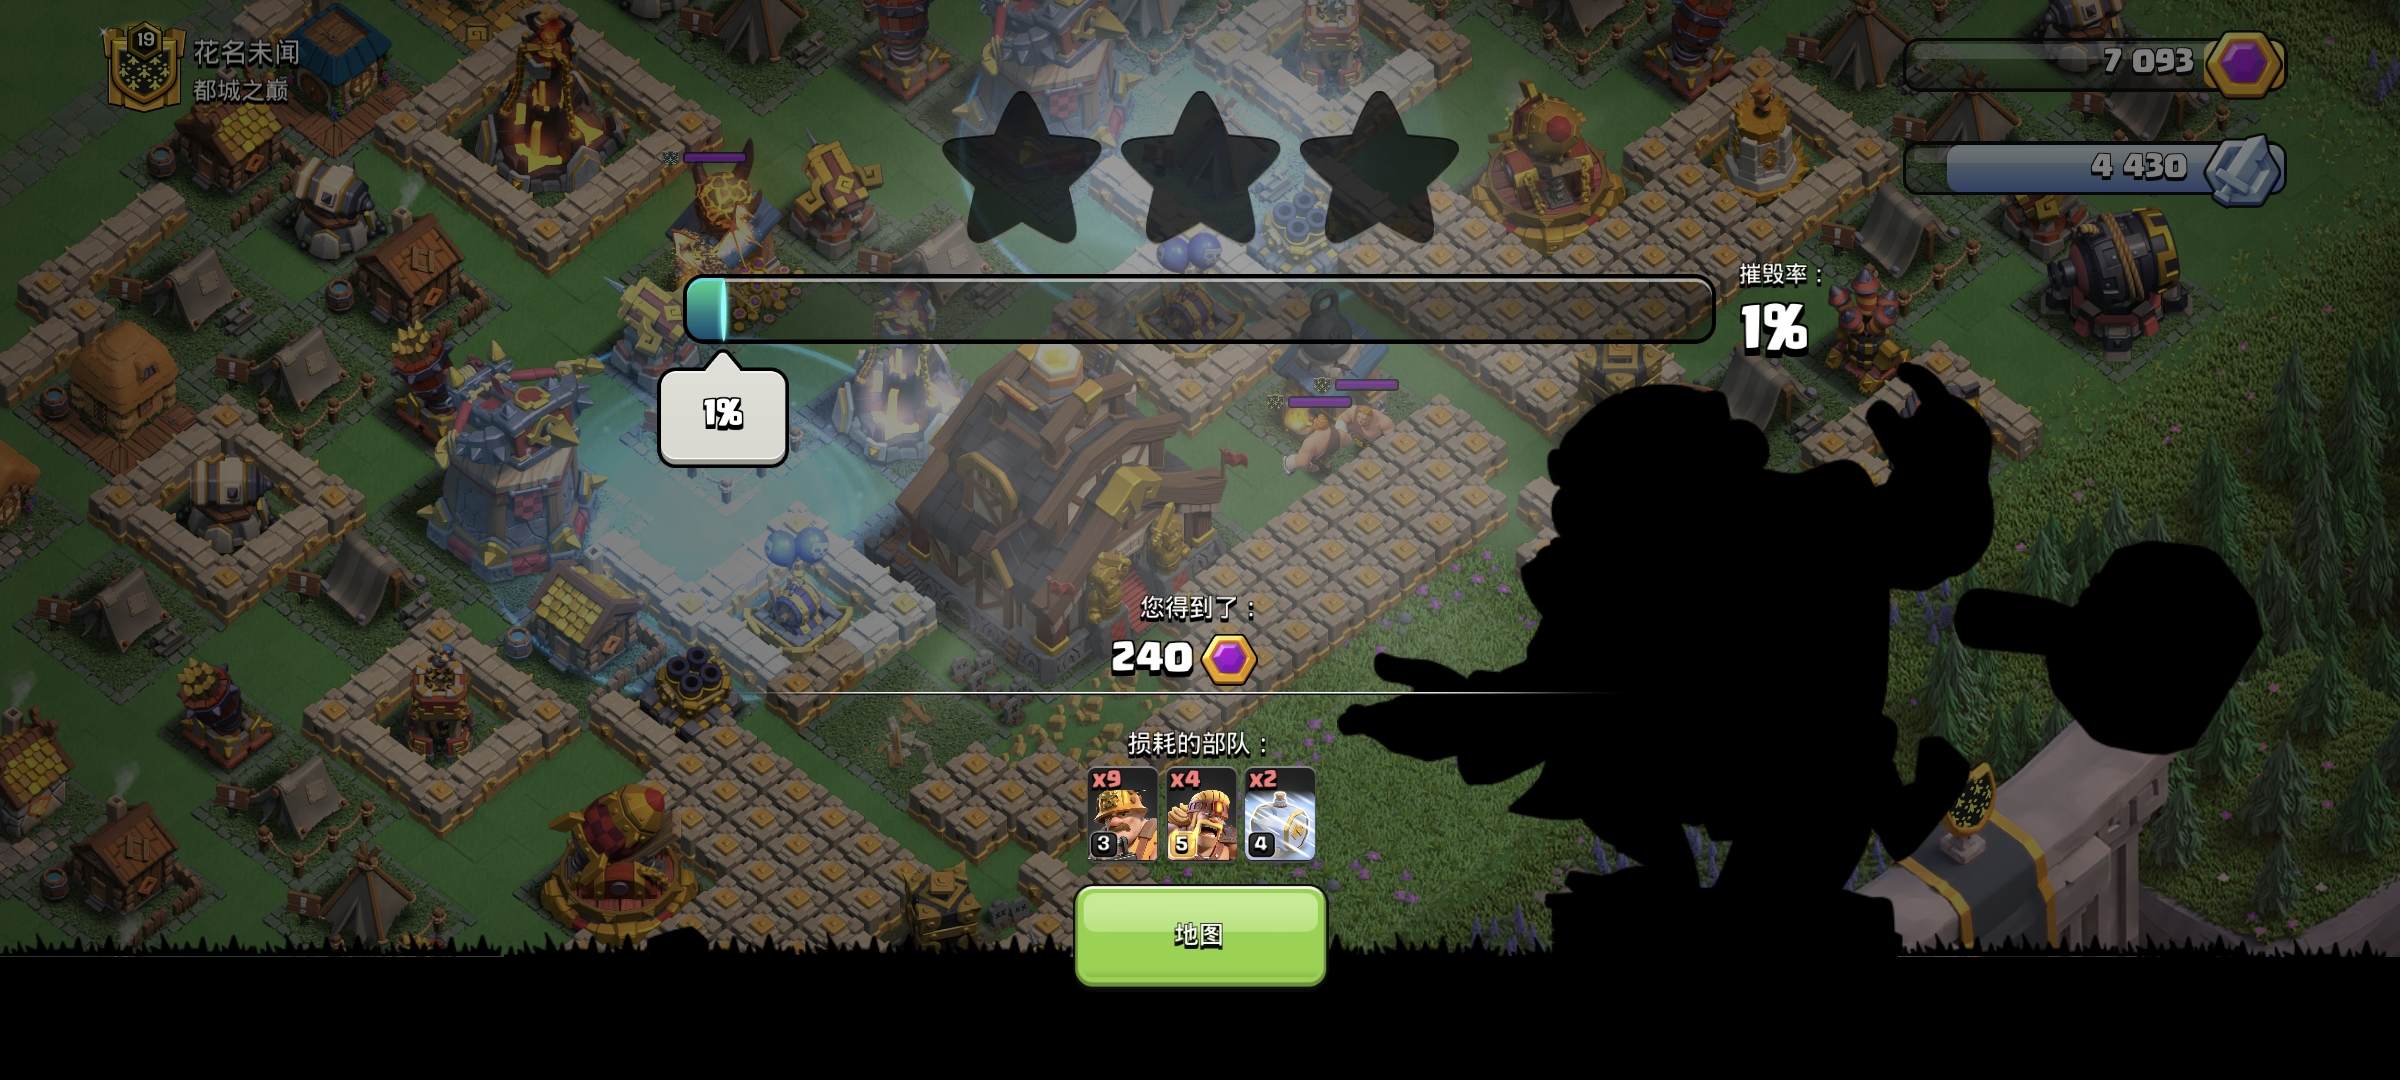 19
花名未闻
都城之巅
7 093
4 430
摧毁率：
1%
1%
您得到了：
240
损耗的部队：
x9 x4 x2
3 5 4
地图